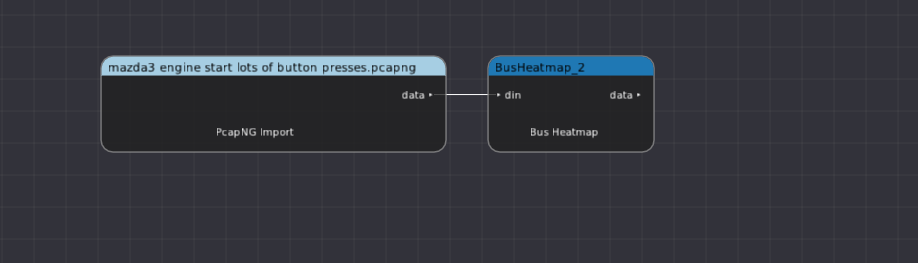 mazda3 engine start lots of button presses.pcapng
data
PcapNG Import
BusHeatmap_2
din data
Bus Heatmap